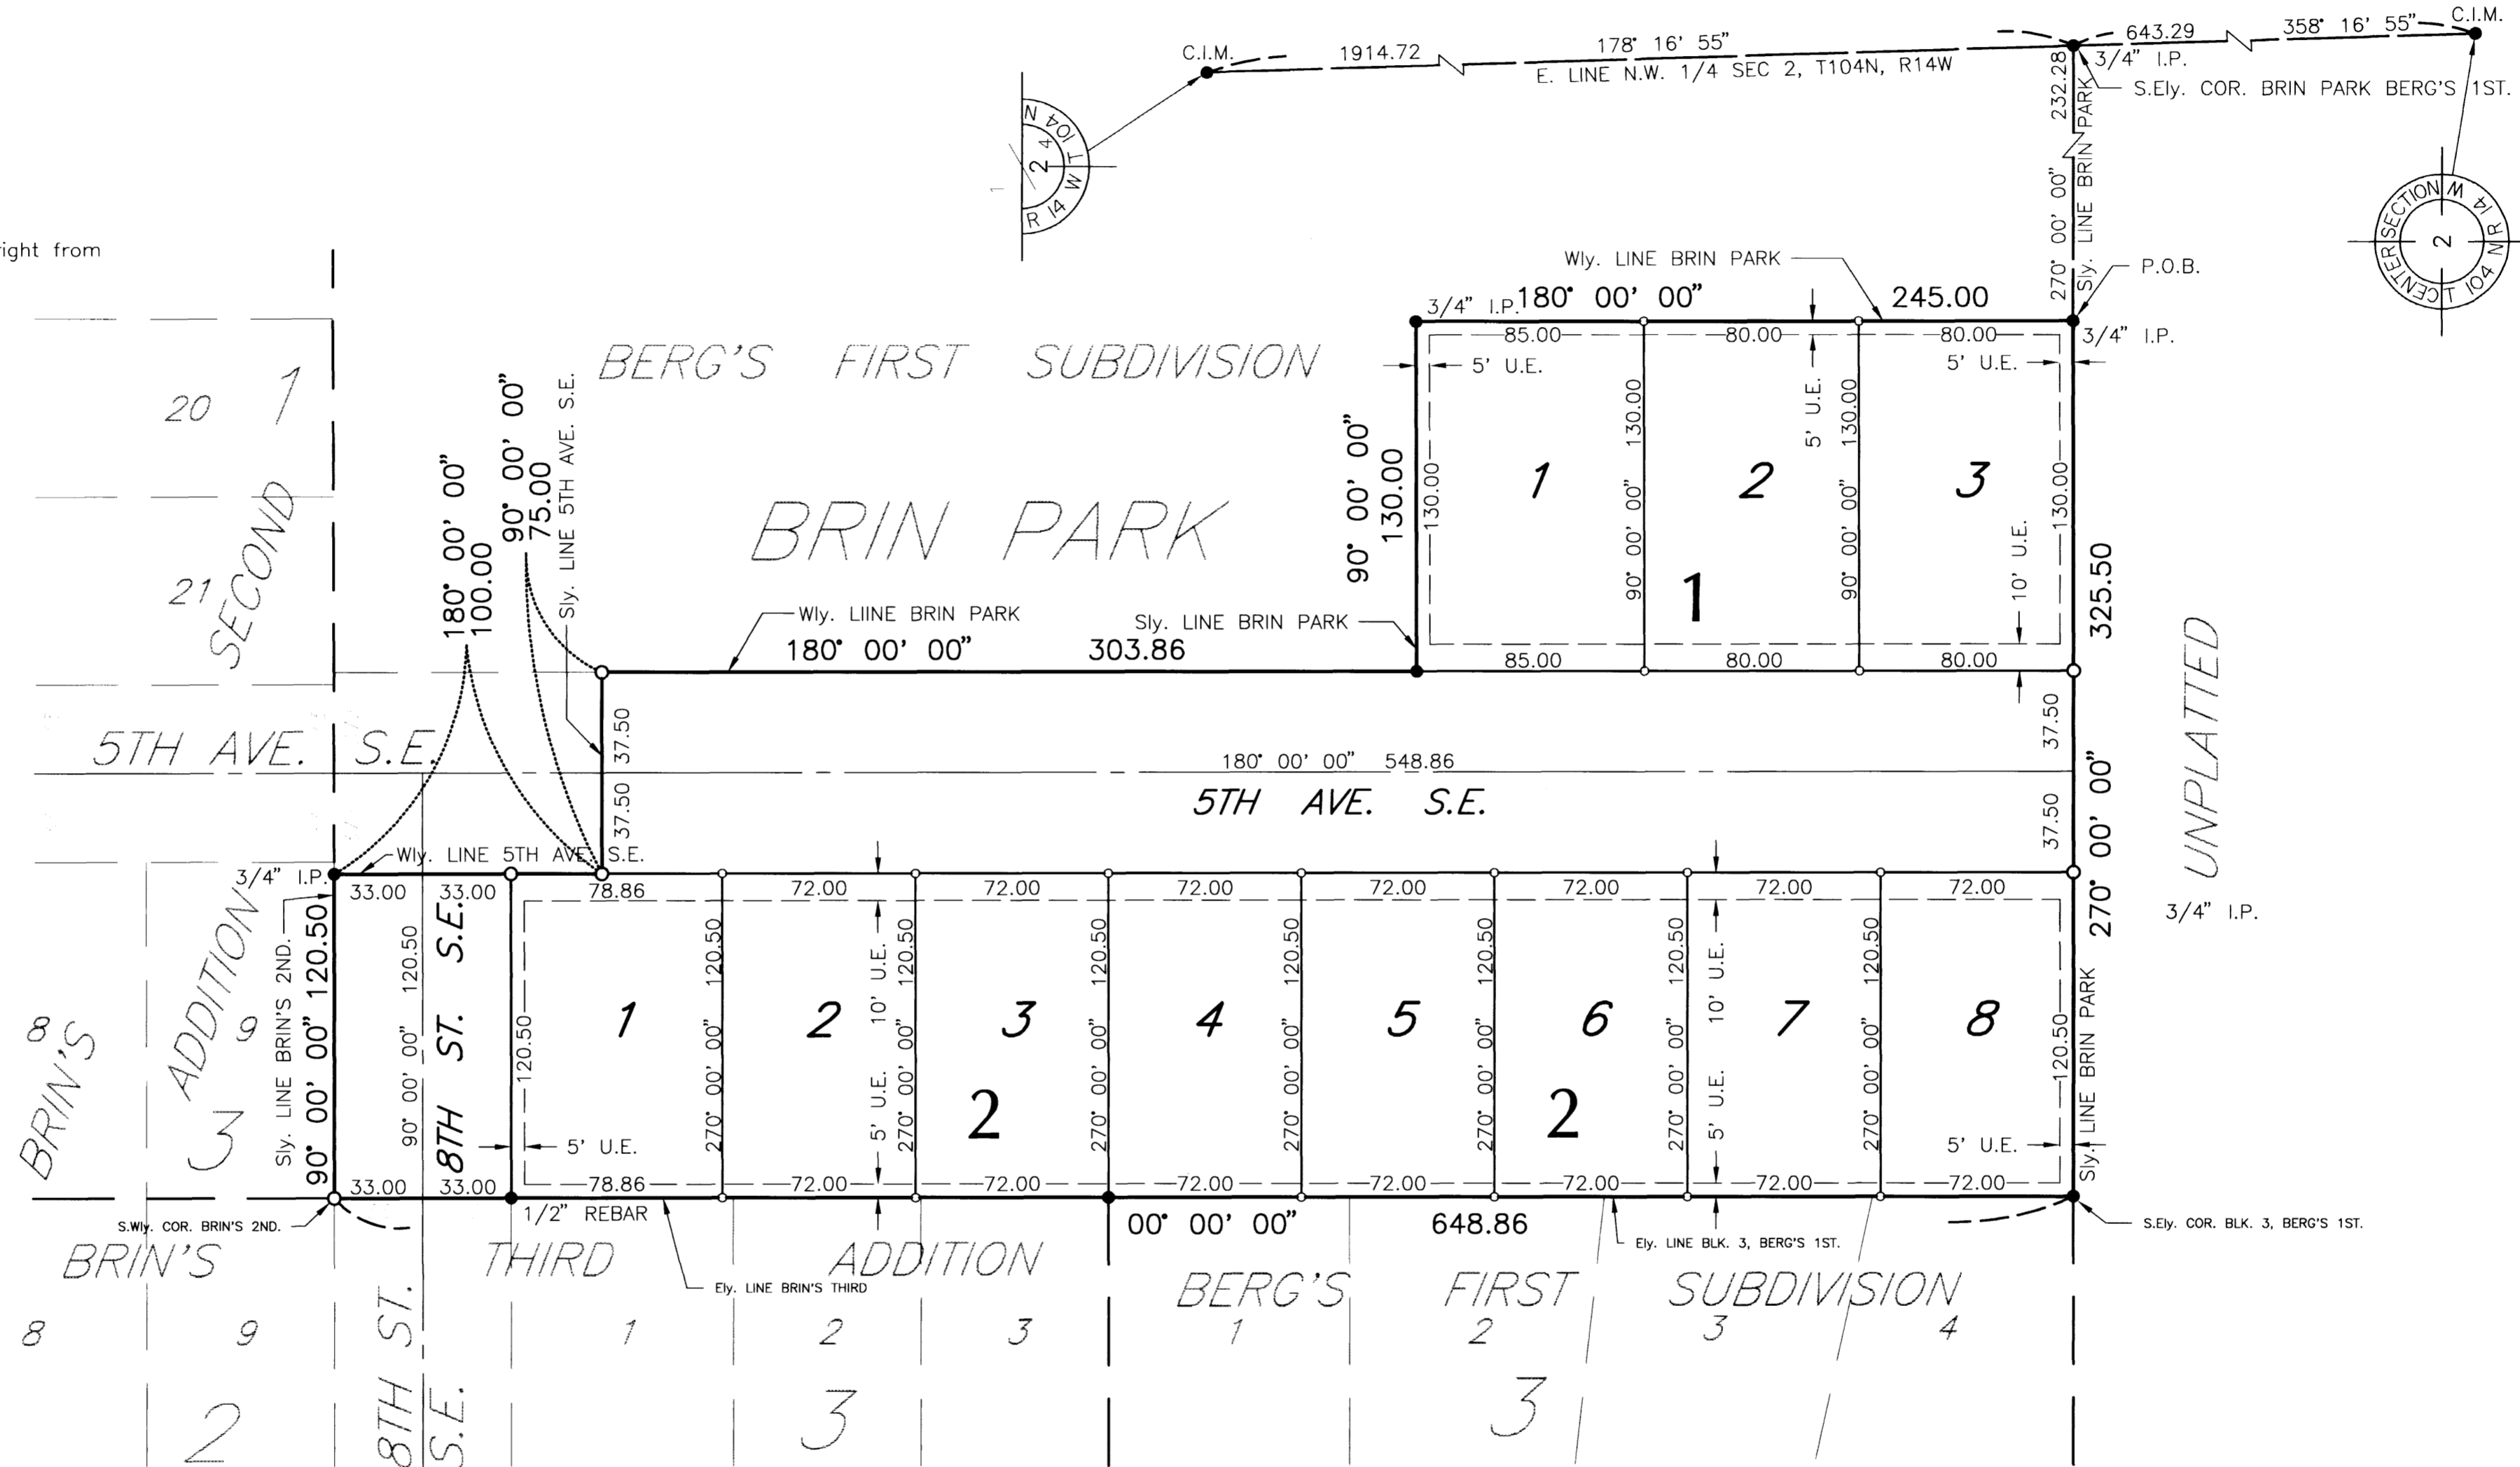 C.I.M.
1914.72
178° 16' 55"
643.29
358° 16' 55"
C.I.M.
E. LINE N.W. 1/4 SEC 2, T104N, R14W
3/4" I.P.
S.Ely. COR. BRIN PARK BERG'S 1ST.
232.28
270° 00' 00"
Sly. LINE BRIN PARK
T 104 N
R 14 W
1
4
2
CENTER SECTION
T 104 N R 14 W
2
right from
Wly. LINE BRIN PARK
P.O.B.
3/4" I.P.
180° 00' 00"
245.00
3/4" I.P.
85.00
80.00
80.00
5' U.E.
5' U.E.
5' U.E.
BERG'S FIRST SUBDIVISION
BRIN PARK
90° 00' 00"
130.00
130.00
130.00
90° 00' 00"
130.00
90° 00' 00"
130.00
1
2
3
1
10' U.E.
325.50
270° 00' 00"
UNPLATTED
3/4" I.P.
20
1
21
SECOND
180° 00' 00"
100.00
90° 00' 00"
75.00
Sly. LINE 5TH AVE. S.E.
Wly. LIINE BRIN PARK
Sly. LINE BRIN PARK
180° 00' 00"
303.86
85.00
80.00
80.00
5TH AVE. S.E.
37.50
37.50
180° 00' 00" 548.86
5TH AVE. S.E.
37.50
37.50
Wly. LINE 5TH AVE. S.E.
3/4" I.P.
33.00
33.00
78.86
72.00
72.00
72.00
72.00
72.00
72.00
72.00
Sly. LINE BRIN'S 2ND.
90° 00' 00" 120.50
90° 00' 00"
120.50
8TH ST. S.E.
120.50
270° 00' 00"
120.50
270° 00' 00"
120.50
270° 00' 00"
120.50
270° 00' 00"
120.50
270° 00' 00"
120.50
270° 00' 00"
120.50
270° 00' 00"
120.50
120.50
Sly. LINE BRIN PARK
10' U.E.
10' U.E.
1
2
3
4
5
6
7
8
2
2
5' U.E.
5' U.E.
5' U.E.
5' U.E.
8
BRIN'S
ADDITION
9
3
33.00
33.00
78.86
72.00
72.00
72.00
72.00
72.00
72.00
72.00
S.Wly. COR. BRIN'S 2ND.
1/2" REBAR
00° 00' 00"
648.86
Ely. LINE BLK. 3, BERG'S 1ST.
S.Ely. COR. BLK. 3, BERG'S 1ST.
BRIN'S THIRD ADDITION
Ely. LINE BRIN'S THIRD
BERG'S FIRST SUBDIVISION
8
9
8TH ST.
S.E.
1
2
3
1
2
3
4
2
3
3